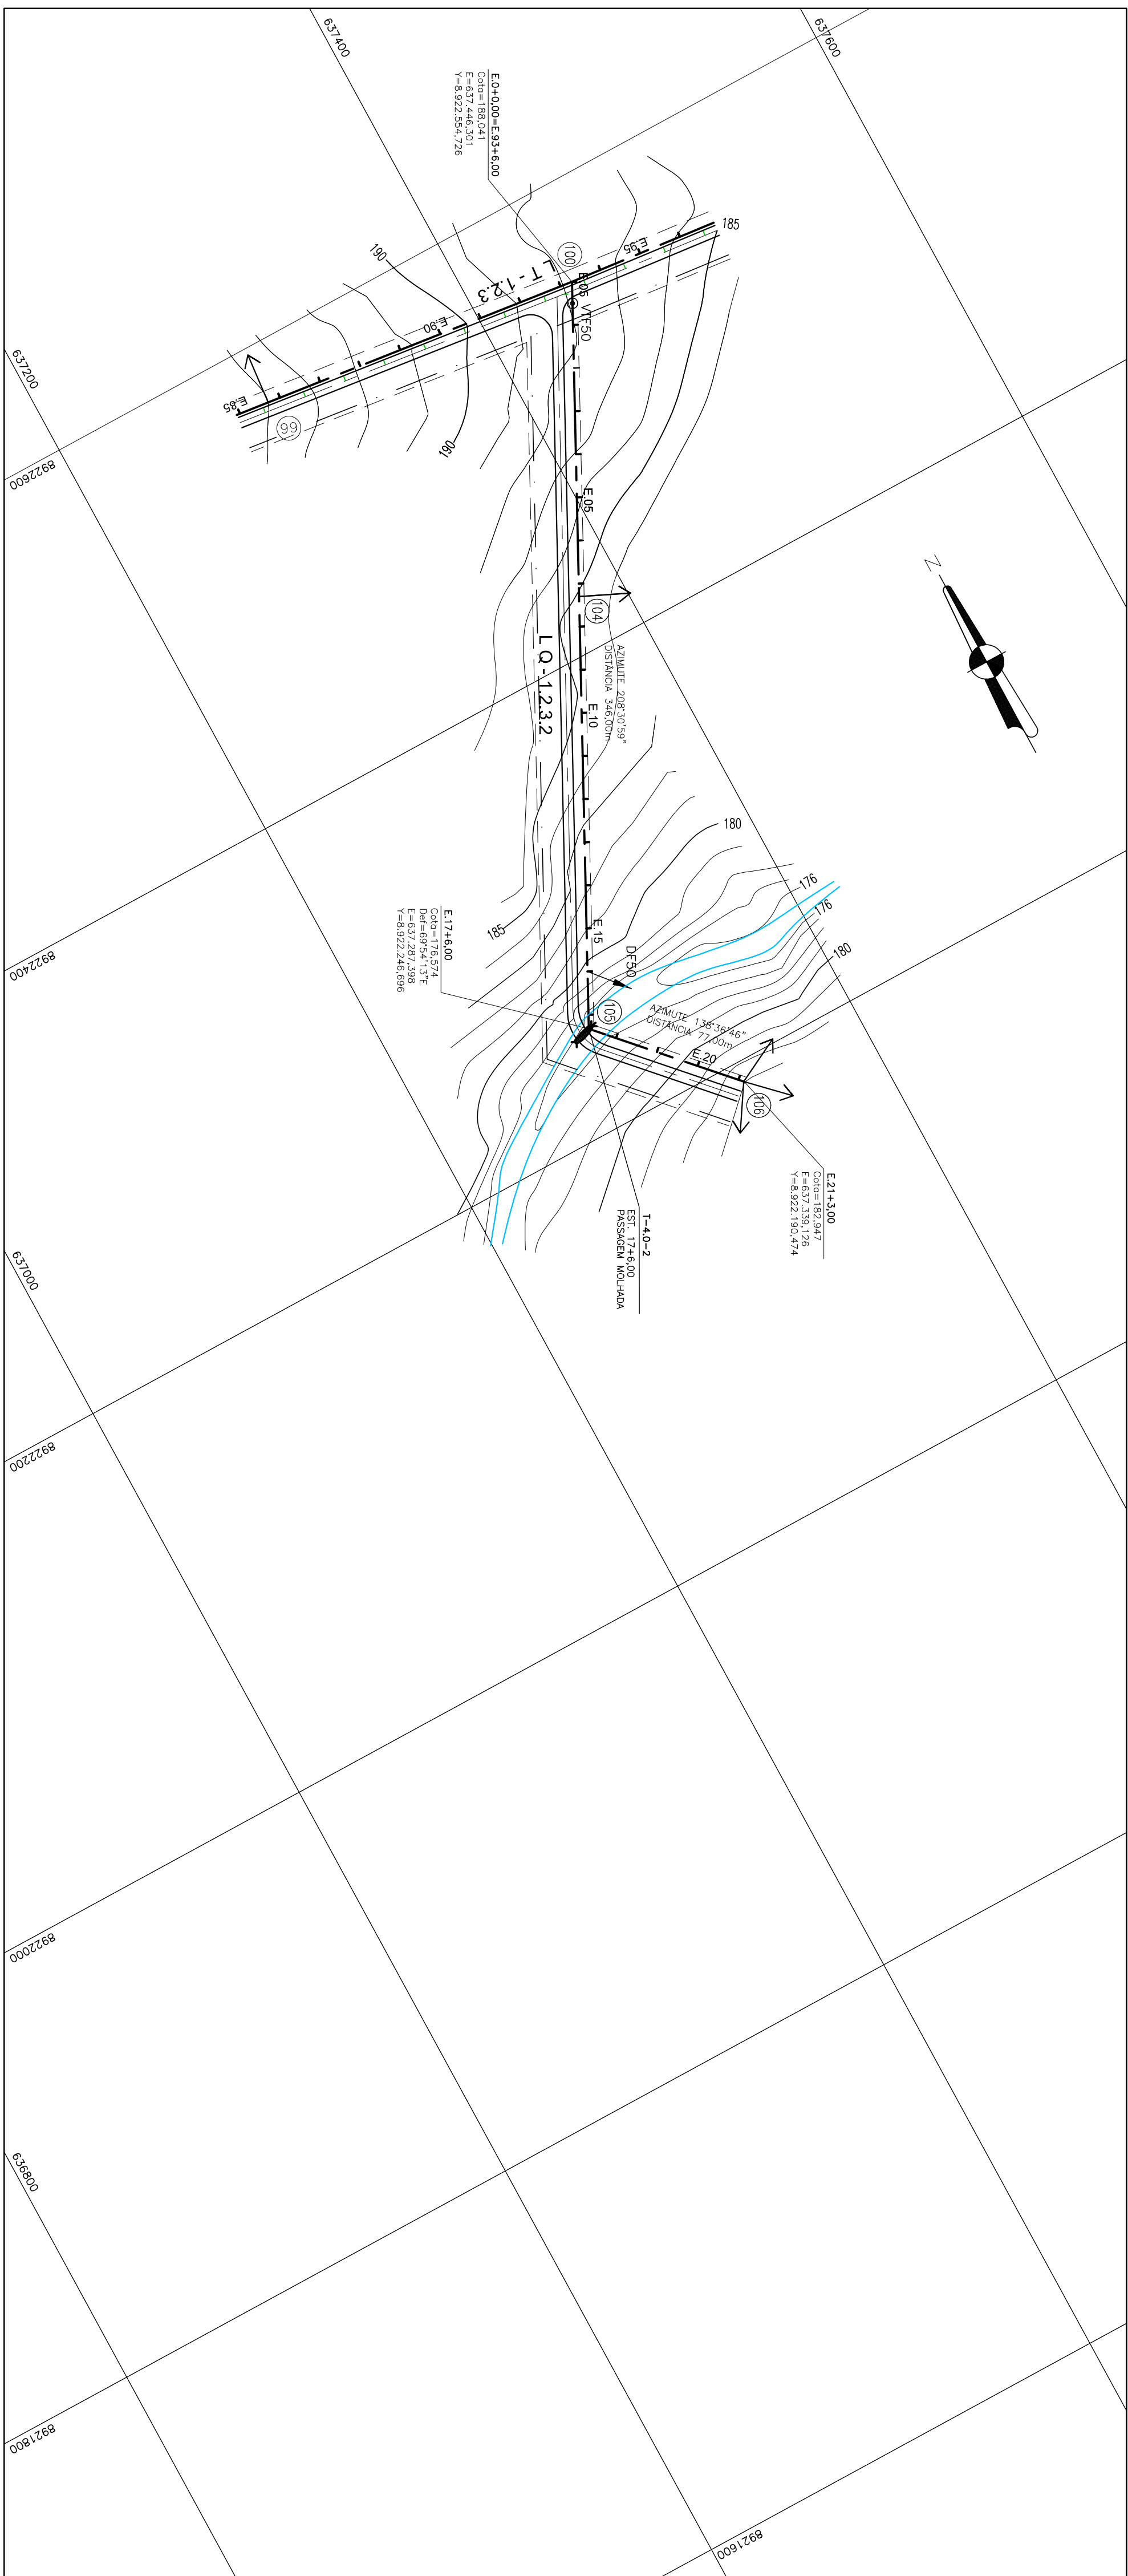 637400
637600
E.0+0,00=E.93+6,00
Cota=188,041
E=637.446,301
Y=8.922.554,726
185
E.95
100
190
L T - 1.2.3
E.05
VTF50
E.90
637200
E.85
99
190
8922600
E.05
N
104
AZIMUTE 208°30'59"
DISTÂNCIA 346,00m
L Q - 1.2.3.2
E.10
180
176
176
185
E.17+6,00
Cota=176,574
Def=69°54'13"E
E=637.287,398
Y=8.922.246,696
E.15
DF50
180
8922400
105
AZIMUTE 138°36'46"
DISTÂNCIA 77,00m
E.20
106
E.21+3,00
Cota=182,947
E=637.339,126
Y=8.922.190,474
T-4.0-2
EST. 17+6,00
PASSAGEM MOLHADA
637000
8922200
8922000
636800
8921800
8921600